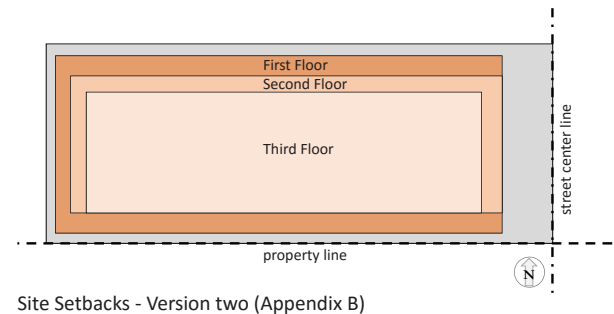 First Floor
Second Floor
Third Floor
street center line
property line
N
Site Setbacks - Version two (Appendix B)